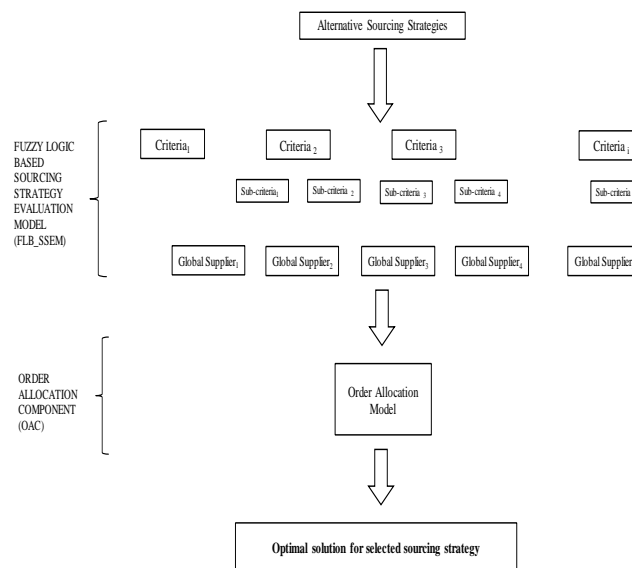 Alternative Sourcing Strategies
FUZZY LOGIC
BASED
SOURCING
STRATEGY
EVALUATION
MODEL
(FLB_SSEM)
Criteria1
Criteria 2
Criteria 3
Criteria i
Sub-criteria1
Sub-criteria 2
Sub-criteria 3
Sub-criteria 4
Sub-criteria
Global Supplier1
Global Supplier2
Global Supplier3
Global Supplier4
Global Supplier
ORDER
ALLOCATION
COMPONENT
(OAC)
Order Allocation
Model
Optimal solution for selected sourcing strategy